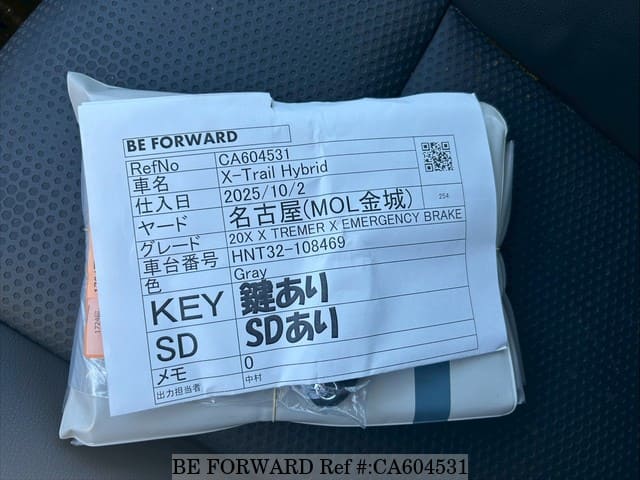 BE FORWARD
RefNo CA604531
車名 X-Trail Hybrid
仕入日 2025/10/2
ヤード 名古屋(MOL金城) 254
グレード 20X X TREMER X EMERGENCY BRAKE
車台番号 HNT32-108469
色 Gray
KEY 鍵あり
SD SDあり
メモ 0
出力担当者 中村
BE FORWARD Ref #:CA604531